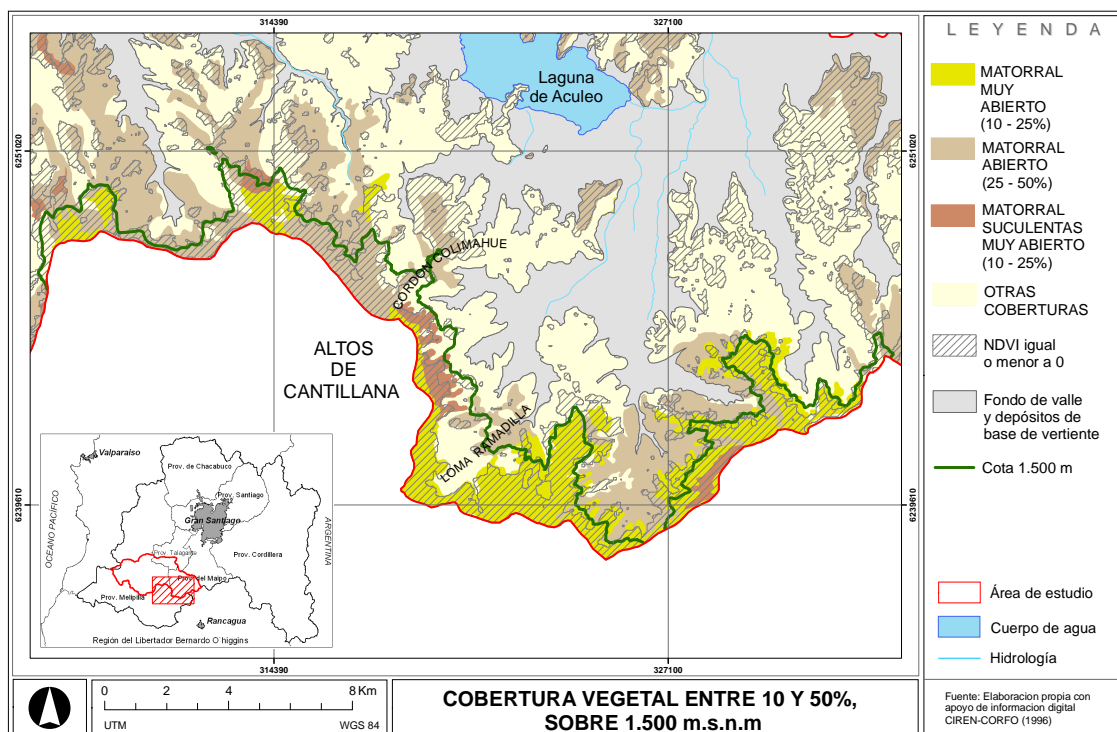 314390
327100
6251020
6239610
Laguna
de Aculeo
CORDON COLIMAHUE
ALTOS
DE
CANTILLANA
LOMA RAMADILLA
Valparaiso
Prov. de Chacabuco
Prov. Santiago
Gran Santiago
OCEANO PACÍFICO
ARGENTINA
Prov. Talagante
Prov. Cordillera
Prov. del Maipo
Prov. Melipilla
Rancagua
Región del Libertador Bernardo O´higgins
314390
327100
LEYENDA
MATORRAL
MUY
ABIERTO
(10 - 25%)
MATORRAL
ABIERTO
(25 - 50%)
MATORRAL
SUCULENTAS
MUY ABIERTO
(10 - 25%)
OTRAS
COBERTURAS
NDVI igual
o menor a 0
Fondo de valle
y depósitos de
base de vertiente
Cota 1.500 m
Área de estudio
Cuerpo de agua
Hidrología
0 2 4 8 Km
UTM WGS 84
COBERTURA VEGETAL ENTRE 10 Y 50%,
SOBRE 1.500 m.s.n.m
Fuente: Elaboracion propia con
apoyo de informacion digital
CIREN-CORFO (1996)